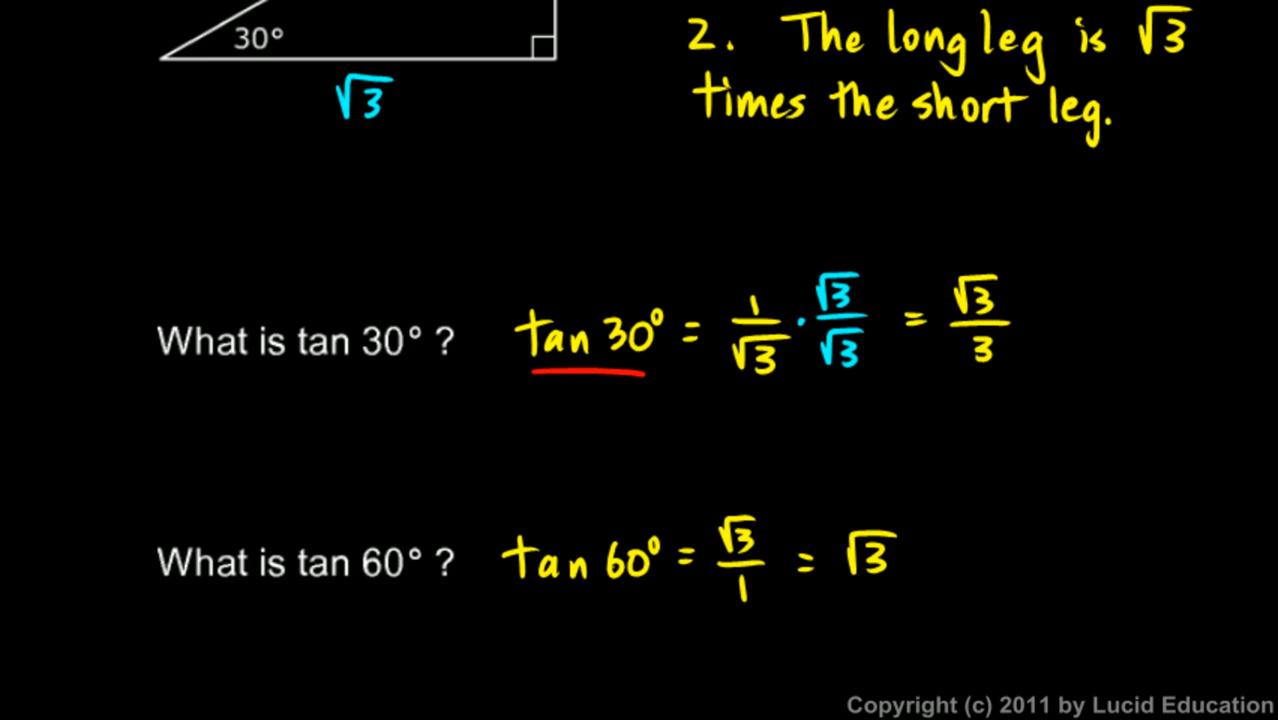 30°
√3
2. The long leg is √3
times the short leg.
What is tan 30° ? tan 30° = 1/√3 · √3/√3 = √3/3
What is tan 60° ? tan 60° = √3/1 = √3
Copyright (c) 2011 by Lucid Education